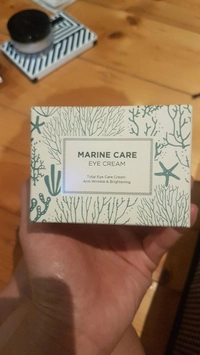 MARINE CARE
EYE CREAM
Total Eye Care Cream
Anti-Wrinkle & Brightening